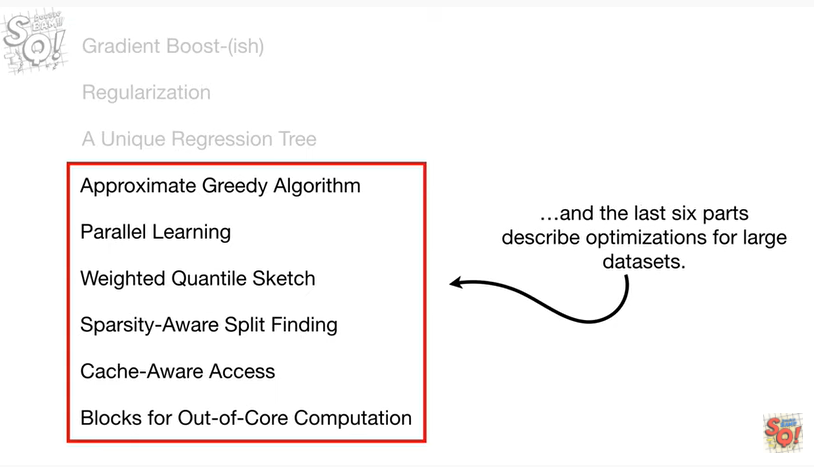 SQ!
Gradient Boost-(ish)
Regularization
A Unique Regression Tree
Approximate Greedy Algorithm
Parallel Learning
Weighted Quantile Sketch
Sparsity-Aware Split Finding
Cache-Aware Access
Blocks for Out-of-Core Computation
…and the last six parts
describe optimizations for large
datasets.
SQ!